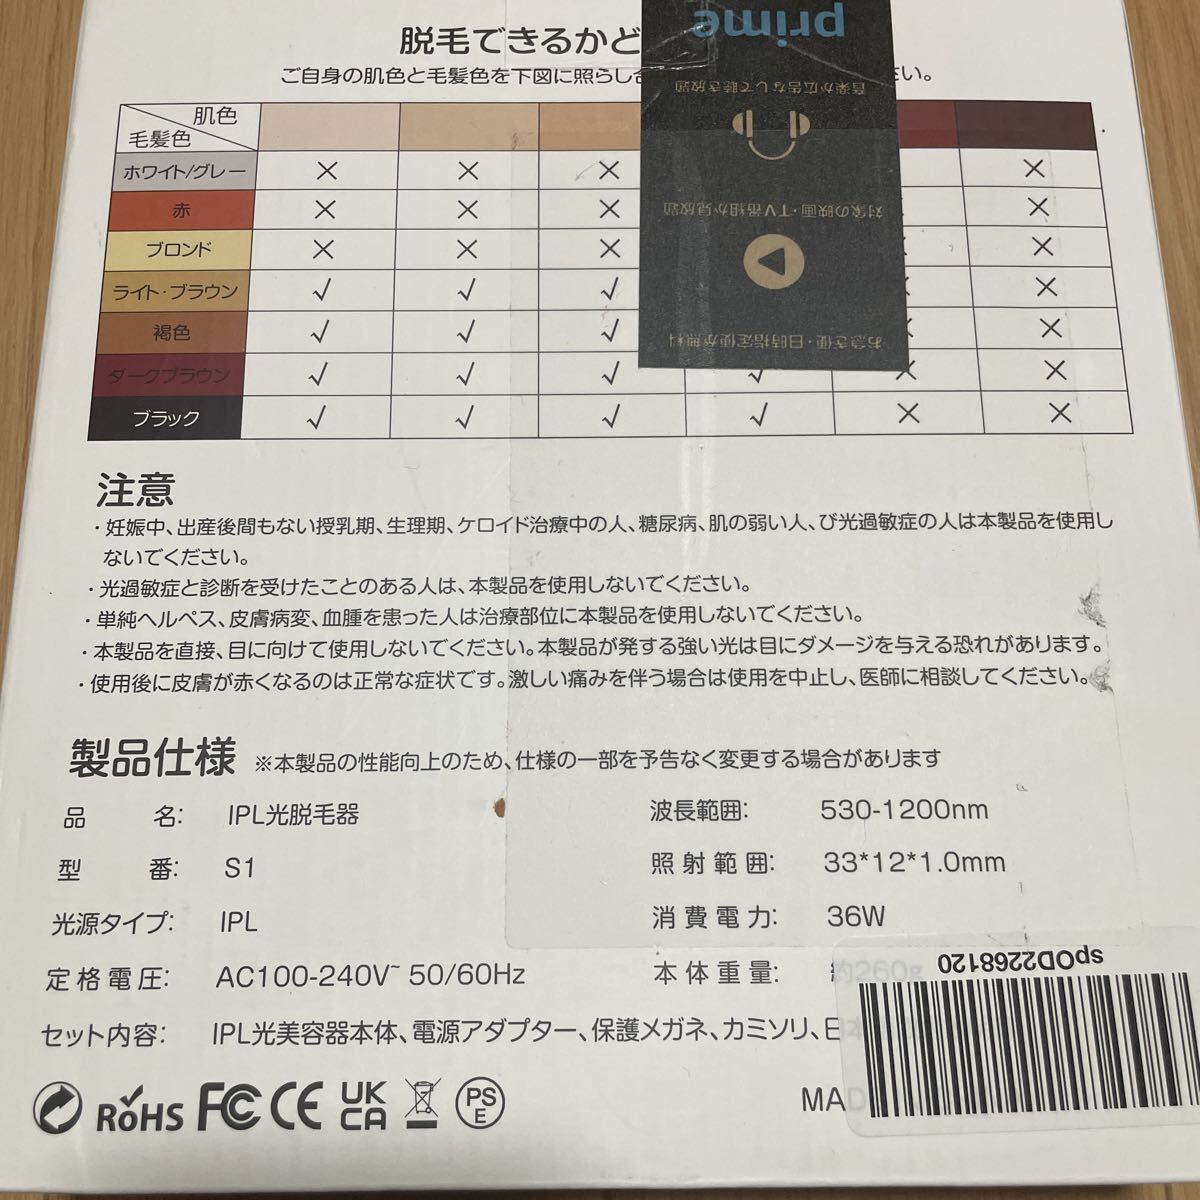 脱毛できるかど
prime
ご自身の肌色と毛髪色を下図に照らし合 さい。
音楽が広告なしで聴き放題
対象の映画・TV番組が見放題
お急ぎ便・日時指定便が無料
肌色
毛髪色
ホワイト/グレー × × × ×
赤 × × × ×
ブロンド × × × ×
ライト・ブラウン ✓ ✓ ✓ ×
褐色 ✓ ✓ ✓ × ×
ダークブラウン ✓ ✓ ✓ ✓ × ×
ブラック ✓ ✓ ✓ ✓ × ×
注意
・妊娠中、出産後間もない授乳期、生理期、ケロイド治療中の人、糖尿病、肌の弱い人、び光過敏症の人は本製品を使用し
ないでください。
・光過敏症と診断を受けたことのある人は、本製品を使用しないでください。
・単純ヘルペス、皮膚病変、血腫を患った人は治療部位に本製品を使用しないでください。
・本製品を直接、目に向けて使用しないでください。本製品が発する強い光は目にダメージを与える恐れがあります。
・使用後に皮膚が赤くなるのは正常な症状です。激しい痛みを伴う場合は使用を中止し、医師に相談してください。
製品仕様 ※本製品の性能向上のため、仕様の一部を予告なく変更する場合があります
品 名: IPL光脱毛器 波長範囲: 530-1200nm
型 番: S1 照射範囲: 33*12*1.0mm
光源タイプ: IPL 消費電力: 36W
定格電圧: AC100-240V~ 50/60Hz 本体重量: 約260g
spOD2268120
セット内容: IPL光美容器本体、電源アダプター、保護メガネ、カミソリ、日本
RoHS FC CE UK CA PS E MAD